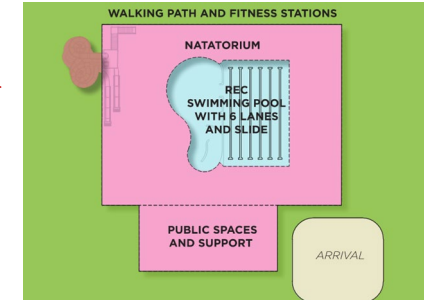 WALKING PATH AND FITNESS STATIONS
NATATORIUM
REC
SWIMMING POOL
WITH 6 LANES
AND SLIDE
PUBLIC SPACES
AND SUPPORT
ARRIVAL